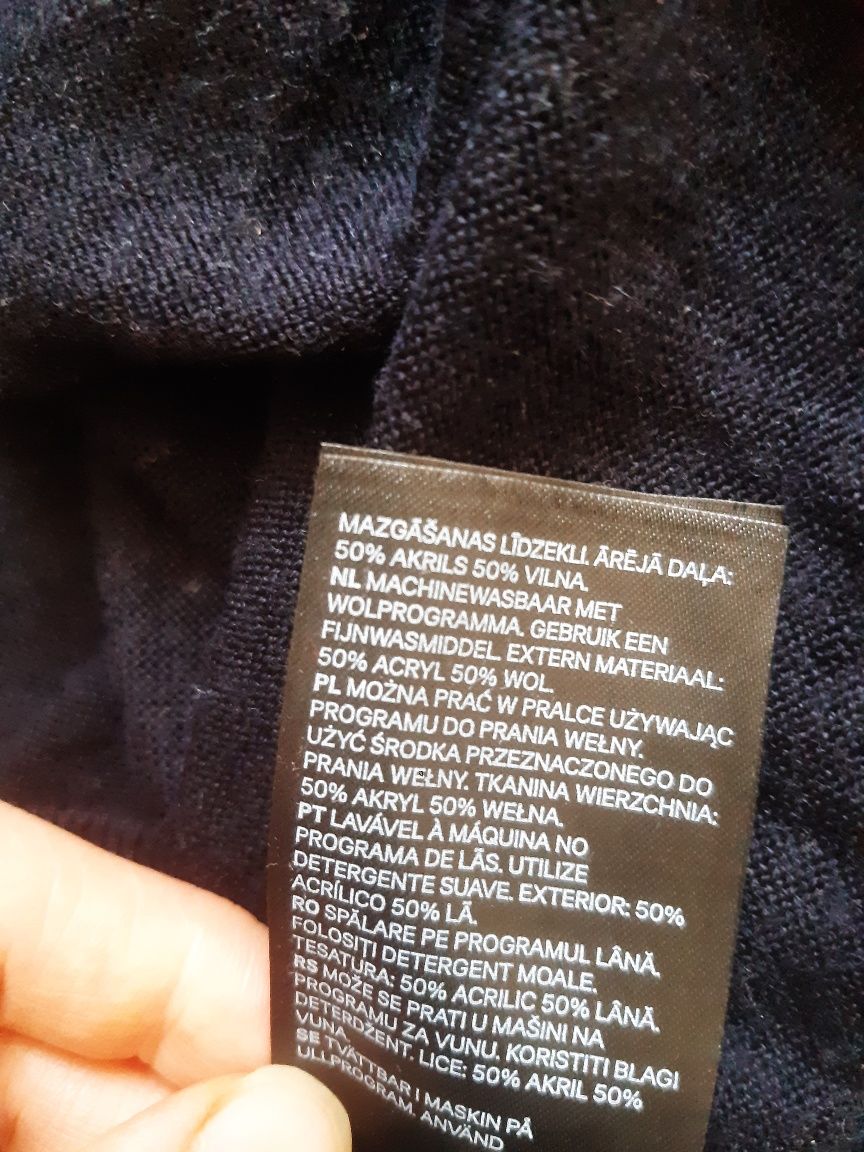 MAZGĀŠANAS LĪDZEKLI. ĀRĒJĀ DAĻA:
50% AKRILS 50% VILNA.
NL MACHINEWASBAAR MET
WOLPROGRAMMA. GEBRUIK EEN
FIJNWASMIDDEL. EXTERN MATERIAAL:
50% ACRYL 50% WOL.
PL MOŻNA PRAĆ W PRALCE UŻYWAJĄC
PROGRAMU DO PRANIA WEŁNY.
UŻYĆ ŚRODKA PRZEZNACZONEGO DO
PRANIA WEŁNY. TKANINA WIERZCHNIA:
50% AKRYL 50% WEŁNA.
PT LAVÁVEL À MÁQUINA NO
PROGRAMA DE LÃS. UTILIZE
DETERGENTE SUAVE. EXTERIOR: 50%
ACRÍLICO 50% LÃ.
RO SPĂLARE PE PROGRAMUL LÂNĂ.
FOLOSIȚI DETERGENT MOALE.
TESATURA: 50% ACRILIC 50% LÂNĂ.
RS MOŽE SE PRATI U MAŠINI NA
PROGRAMU ZA VUNU. KORISTITI BLAGI
DETERDŽENT. LICE: 50% AKRIL 50%
VUNA.
SE TVÄTTBAR I MASKIN PÅ
ULLPROGRAM. ANVÄND